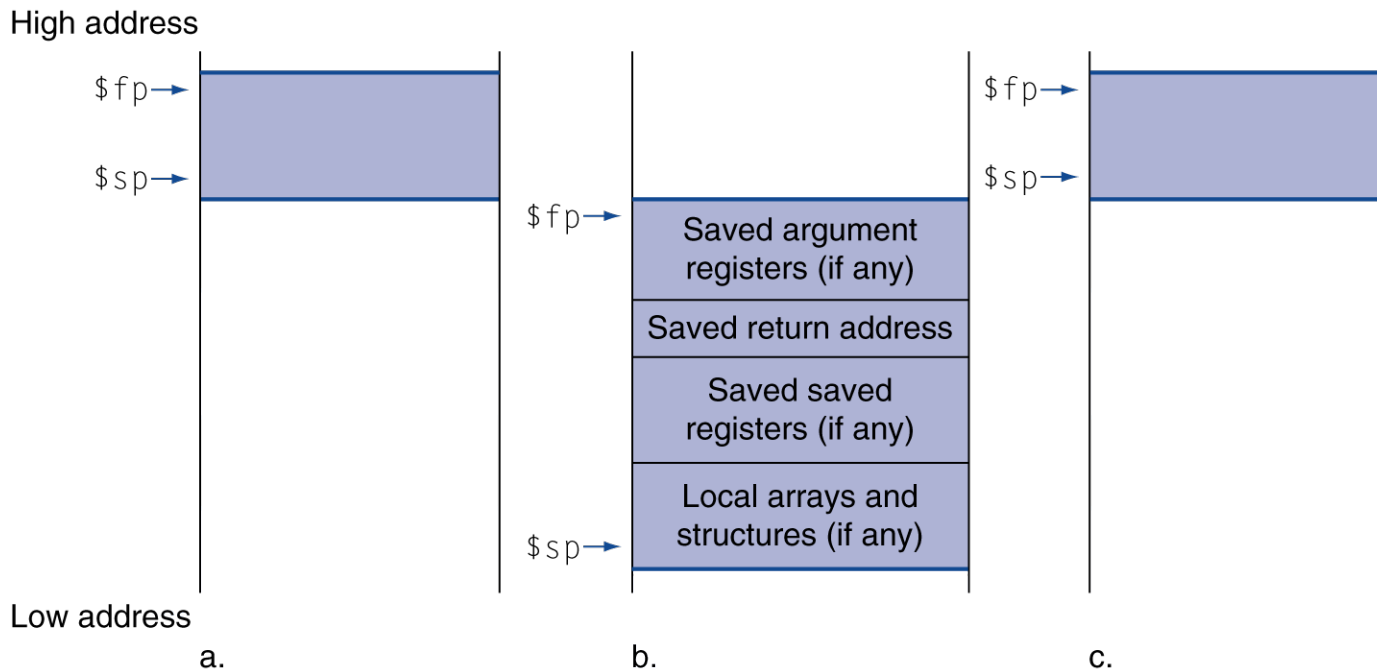 High address
$fp
$sp
$fp
Saved argument
registers (if any)
Saved return address
Saved saved
registers (if any)
Local arrays and
structures (if any)
$sp
$fp
$sp
Low address
a.
b.
c.